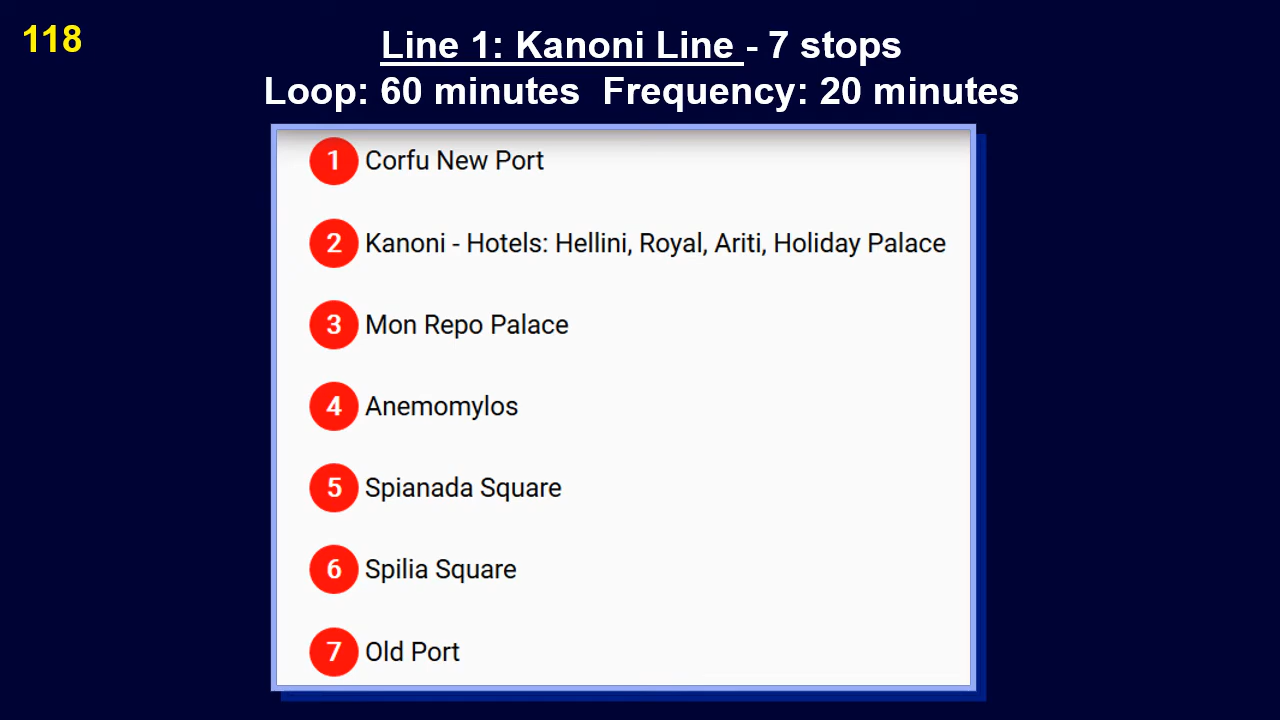 118
Line 1: Kanoni Line - 7 stops
Loop: 60 minutes  Frequency: 20 minutes
1 Corfu New Port
2 Kanoni - Hotels: Hellini, Royal, Ariti, Holiday Palace
3 Mon Repo Palace
4 Anemomylos
5 Spianada Square
6 Spilia Square
7 Old Port